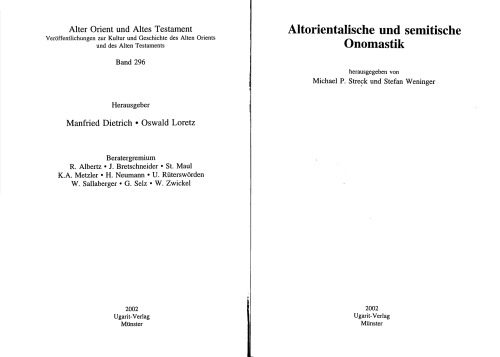 Alter Orient und Altes Testament
Veröffentlichungen zur Kultur und Geschichte des Alten Orients
und des Alten Testaments
Band 296
Herausgeber
Manfried Dietrich • Oswald Loretz
Beratergremium
R. Albertz • J. Bretschneider • St. Maul
K.A. Metzler • H. Neumann • U. Rüterswörden
W. Sallaberger • G. Selz • W. Zwickel
2002
Ugarit-Verlag
Münster
Altorientalische und semitische
Onomastik
herausgegeben von
Michael P. Streck und Stefan Weninger
2002
Ugarit-Verlag
Münster